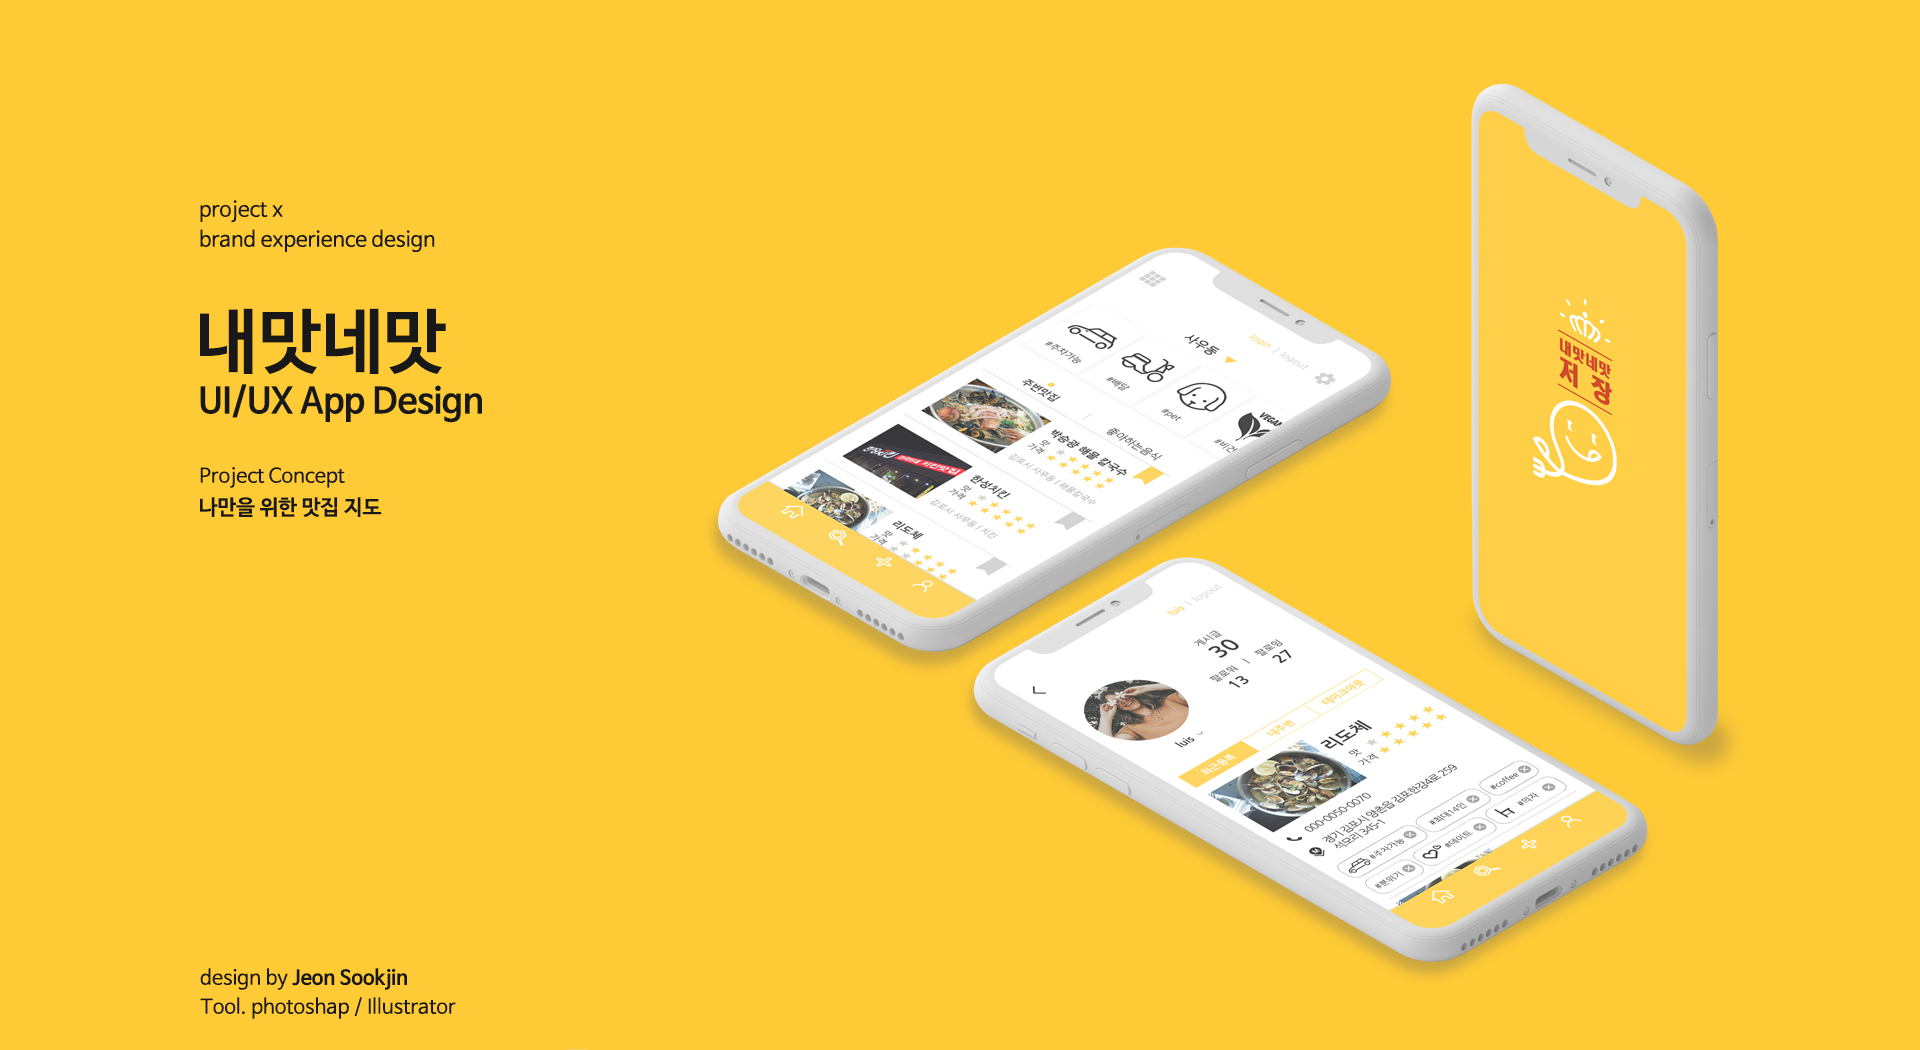 project x
brand experience design
내맛네맛
UI/UX App Design
Project Concept
나만을 위한 맛집 지도
design by Jeon Sookjin
Tool. photoshap / Illustrator
login | logout
사우동
#주차가능
#배달
#pet
VEGAN
#비건
주변맛집
좋아하는음식
박승광 해물 칼국수
맛
가격
김포시 사우동 | 해물칼국수
한성치킨
맛
가격
김포시 사우동 | 치킨
리도체
맛
가격
luis | logout
게시글
30
팔로워 | 팔로잉
13 27
luis
최근등록
내주변
테이크아웃
리도체
맛
가격
000-0050-0070
경기 김포시 양촌읍 김포한강4로 259
석모리 345-1
#주차가능
#최대14인
#coffee
#분위기
#데이트
#의자
내맛네맛
저장